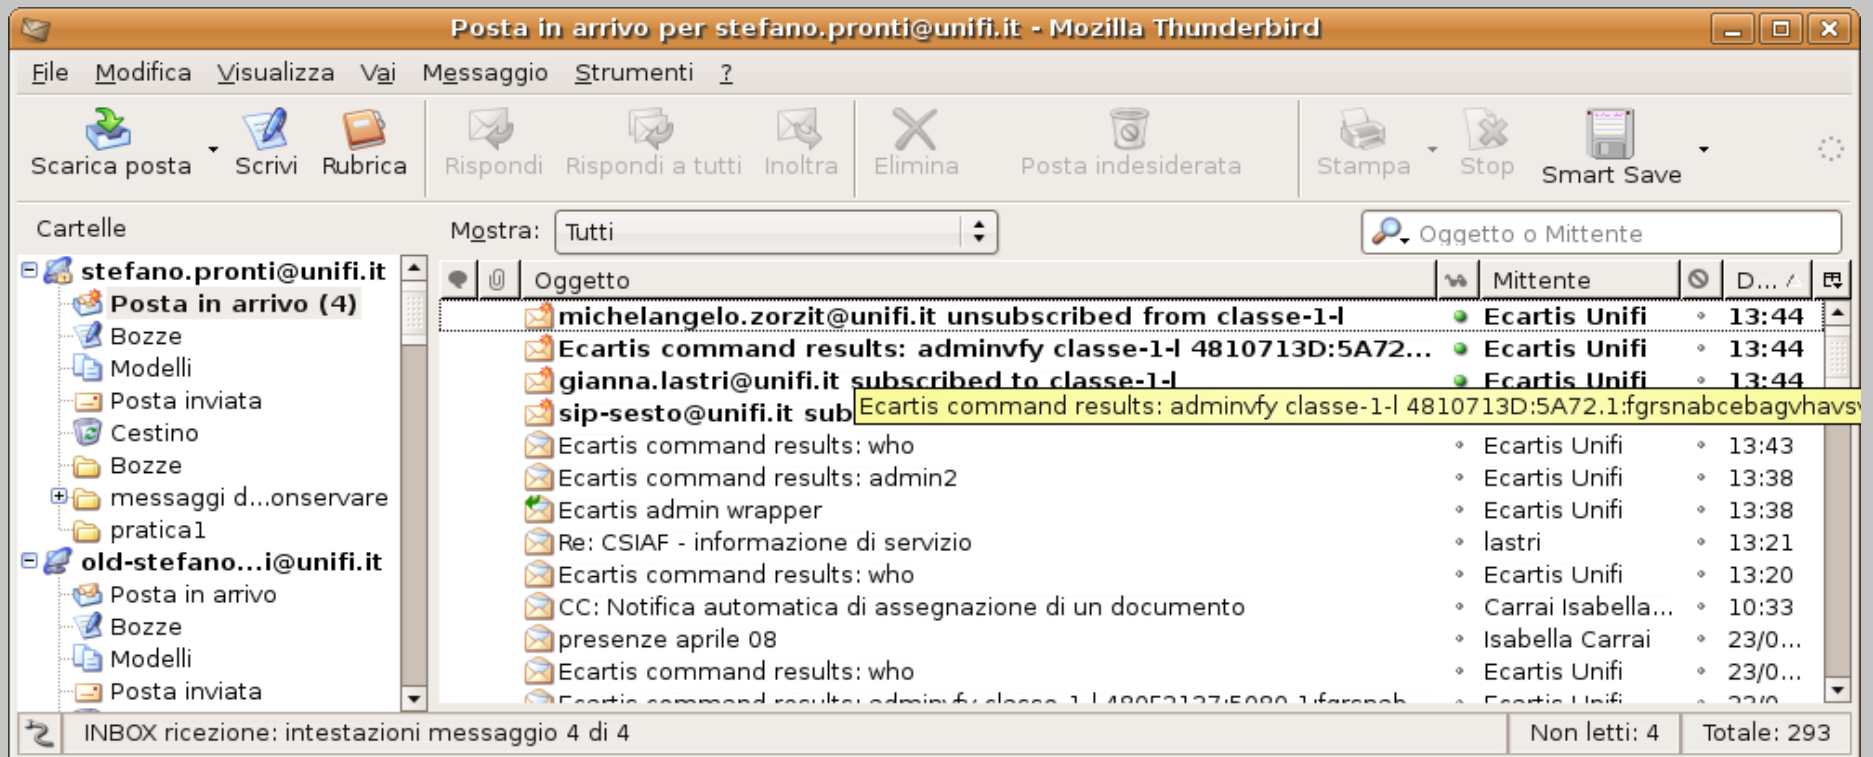 Posta in arrivo per stefano.pronti@unifi.it - Mozilla Thunderbird
File Modifica Visualizza Vai Messaggio Strumenti ?
Scarica posta Scrivi Rubrica Rispondi Rispondi a tutti Inoltra Elimina Posta indesiderata Stampa Stop Smart Save
Cartelle
Mostra: Tutti
Oggetto o Mittente
stefano.pronti@unifi.it
Posta in arrivo (4)
Bozze
Modelli
Posta inviata
Cestino
Bozze
messaggi d...onservare
pratica1
old-stefano...i@unifi.it
Posta in arrivo
Bozze
Modelli
Posta inviata
Oggetto Mittente D...
michelangelo.zorzit@unifi.it unsubscribed from classe-1-l Ecartis Unifi 13:44
Ecartis command results: adminvfy classe-1-l 4810713D:5A72... Ecartis Unifi 13:44
gianna.lastri@unifi.it subscribed to classe-1-l Ecartis Unifi 13:44
sip-sesto@unifi.it sub
Ecartis command results: adminvfy classe-1-l 4810713D:5A72.1:fgrsnabcebagvhavsv
Ecartis command results: who Ecartis Unifi 13:43
Ecartis command results: admin2 Ecartis Unifi 13:38
Ecartis admin wrapper Ecartis Unifi 13:38
Re: CSIAF - informazione di servizio lastri 13:21
Ecartis command results: who Ecartis Unifi 13:20
CC: Notifica automatica di assegnazione di un documento Carrai Isabella... 10:33
presenze aprile 08 Isabella Carrai 23/0...
Ecartis command results: who Ecartis Unifi 23/0...
Ecartis command results: adminvfy classe-1-l Ecartis Unifi
INBOX ricezione: intestazioni messaggio 4 di 4 Non letti: 4 Totale: 293